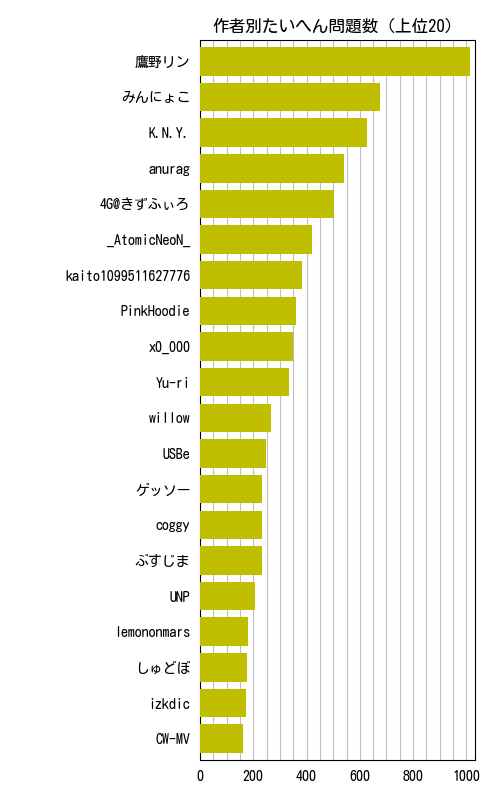 作者別たいへん問題数 (上位20)
鷹野リン
みんにょこ
K.N.Y.
anurag
4G@きずふぃろ
_AtomicNeoN_
kaito1099511627776
PinkHoodie
x0_000
Yu-ri
willow
USBe
ゲッソー
coggy
ぶすじま
UNP
lemononmars
しゅどぼ
izkdic
CW-MV
0 200 400 600 800 1000